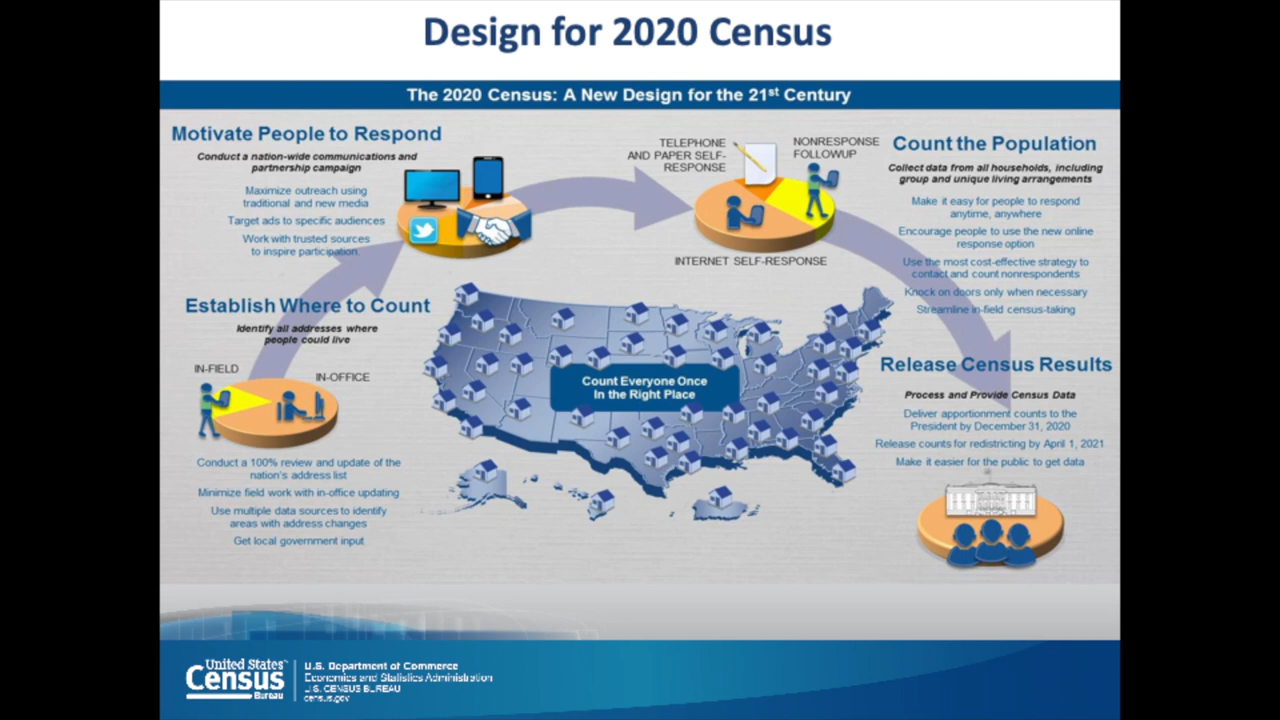 Design for 2020 Census
The 2020 Census: A New Design for the 21st Century
Motivate People to Respond
Conduct a nation-wide communications and
partnership campaign
Maximize outreach using
traditional and new media
Target ads to specific audiences
Work with trusted sources
to inspire participation.
Establish Where to Count
Identify all addresses where
people could live
IN-FIELD
IN-OFFICE
Conduct a 100% review and update of the
nation's address list
Minimize field work with in-office updating
Use multiple data sources to identify
areas with address changes
Get local government input
TELEPHONE
AND PAPER SELF-
RESPONSE
NONRESPONSE
FOLLOWUP
INTERNET SELF-RESPONSE
Count Everyone Once
In the Right Place
Count the Population
Collect data from all households, including
group and unique living arrangements
Make it easy for people to respond
anytime, anywhere
Encourage people to use the new online
response option
Use the most cost-effective strategy to
contact and count nonrespondents
Knock on doors only when necessary
Streamline in-field census-taking
Release Census Results
Process and Provide Census Data
Deliver apportionment counts to the
President by December 31, 2020
Release counts for redistricting by April 1, 2021
Make it easier for the public to get data
United States
Census
Bureau
U.S. Department of Commerce
Economics and Statistics Administration
U.S. CENSUS BUREAU
census.gov